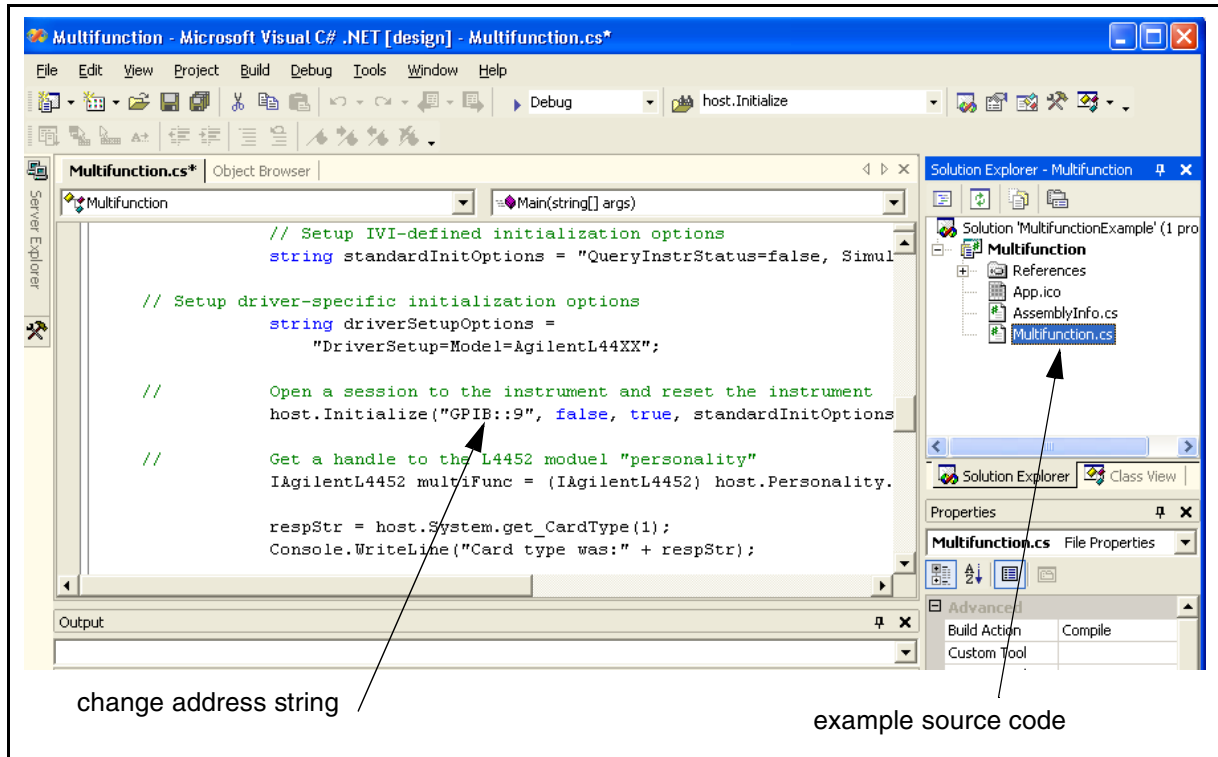 Multifunction - Microsoft Visual C# .NET [design] - Multifunction.cs*
File Edit View Project Build Debug Tools Window Help
Debug host.Initialize
Multifunction.cs* Object Browser
Multifunction Main(string[] args)
Server Explorer
// Setup IVI-defined initialization options
string standardInitOptions = "QueryInstrStatus=false, Simul
// Setup driver-specific initialization options
string driverSetupOptions =
"DriverSetup=Model=AgilentL44XX";
// Open a session to the instrument and reset the instrument
host.Initialize("GPIB::9", false, true, standardInitOptions
// Get a handle to the L4452 moduel "personality"
IAgilentL4452 multiFunc = (IAgilentL4452) host.Personality.
respStr = host.System.get_CardType(1);
Console.WriteLine("Card type was:" + respStr);
Output
Solution Explorer - Multifunction
Solution 'MultifunctionExample' (1 pro
Multifunction
References
App.ico
AssemblyInfo.cs
Multifunction.cs
Solution Explorer Class View
Properties
Multifunction.cs File Properties
Advanced
Build Action Compile
Custom Tool
change address string
example source code